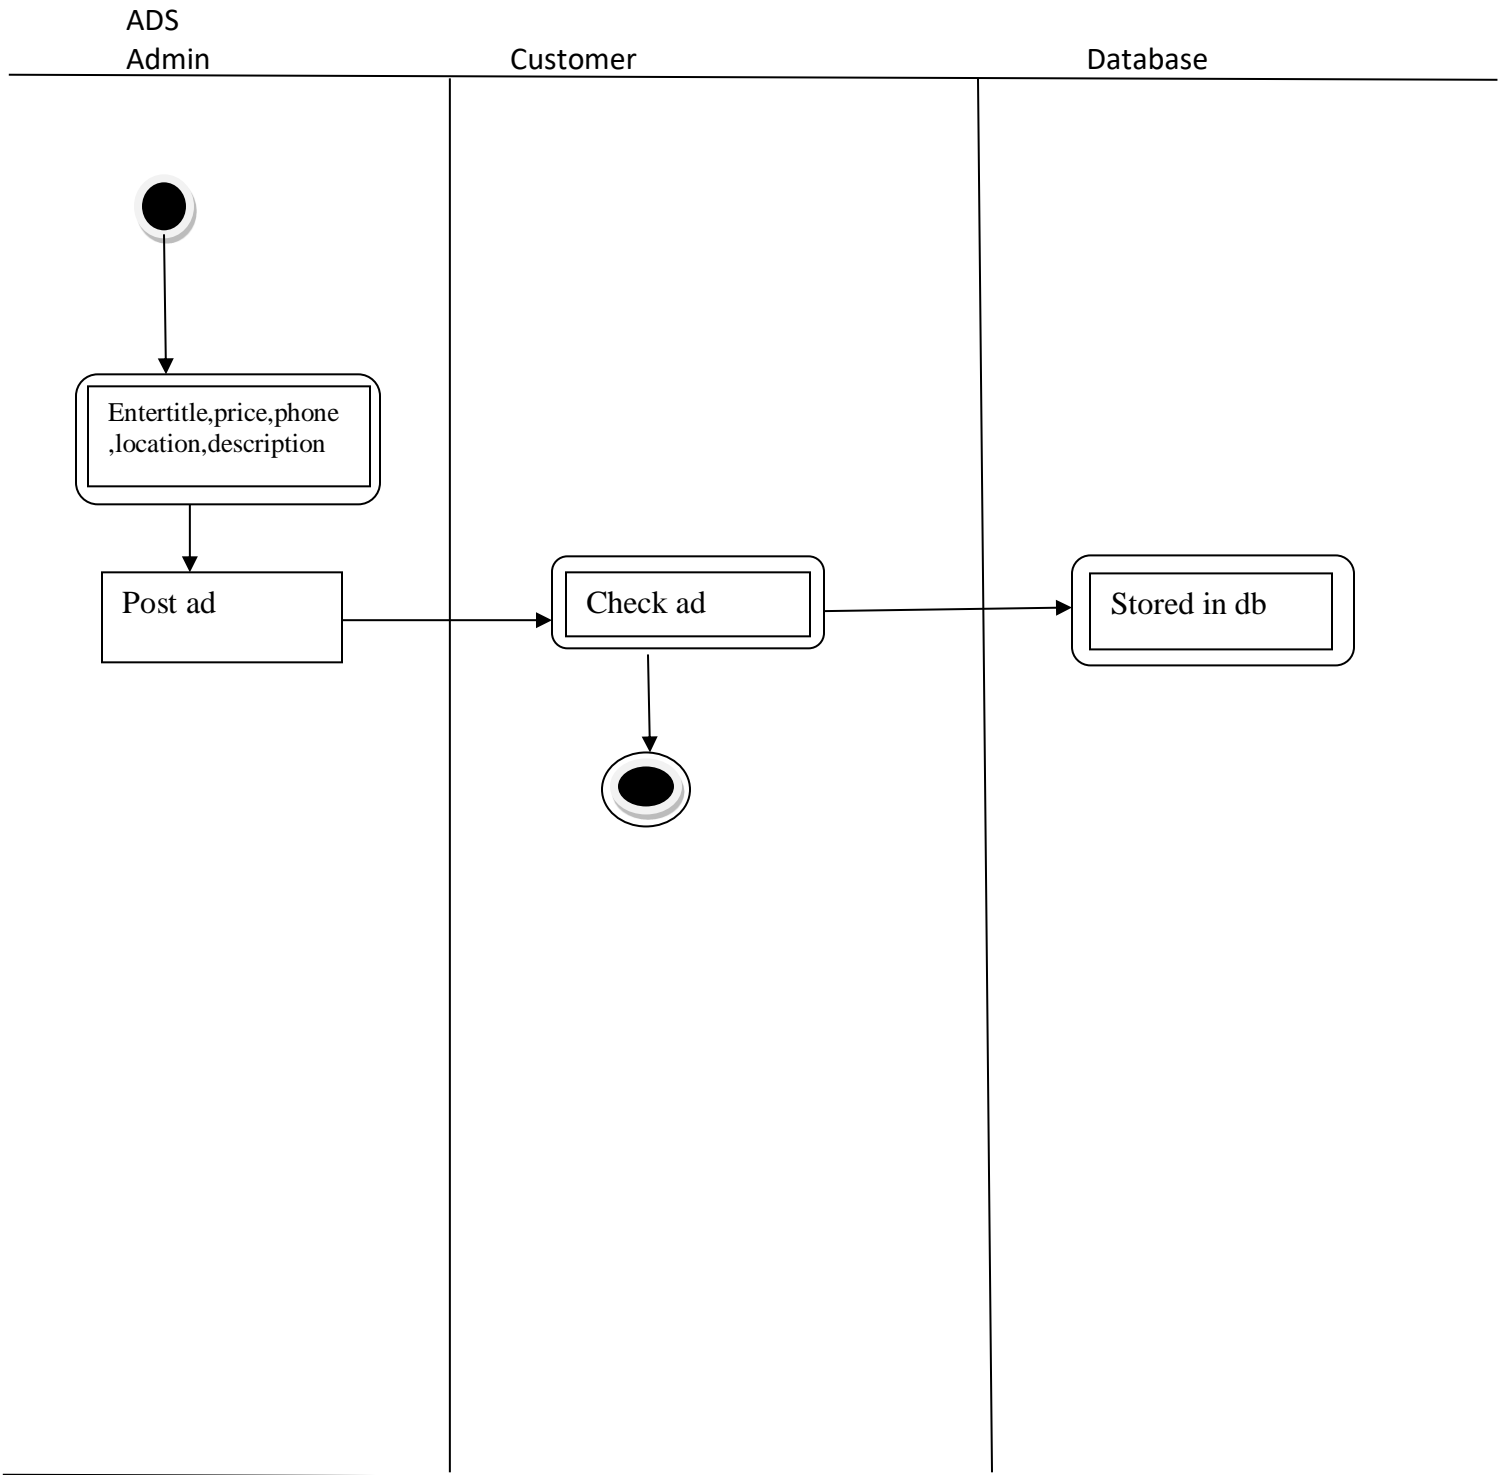 ADS
Admin
Customer
Database
Entertitle,price,phone
,location,description
Post ad
Check ad
Stored in db